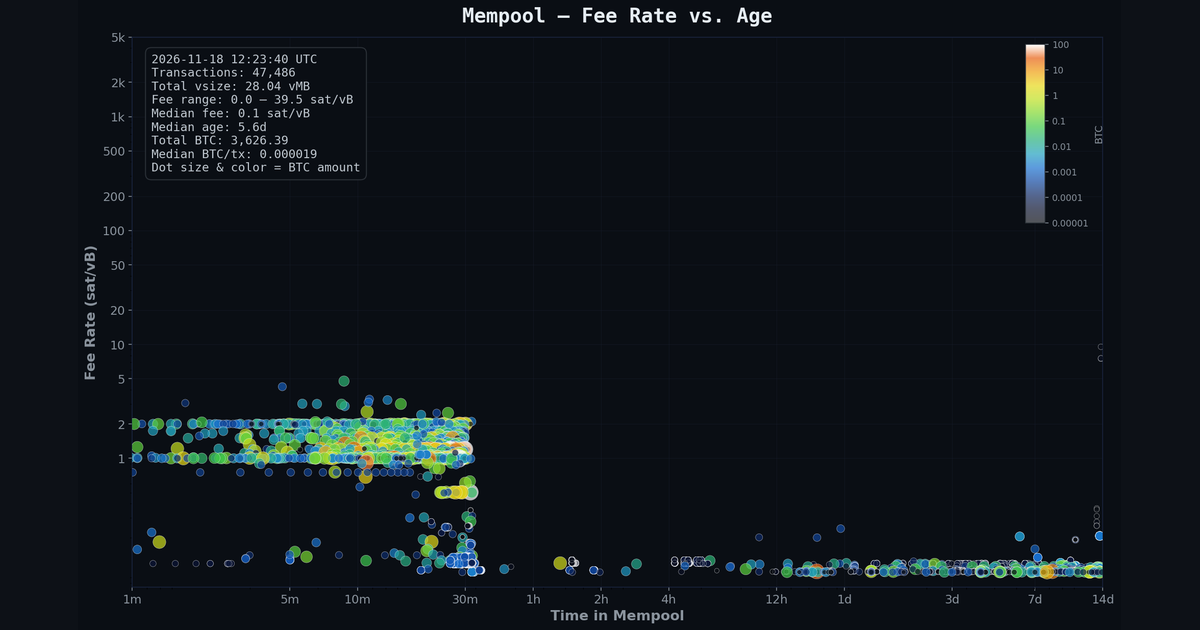 Mempool — Fee Rate vs. Age
2026-11-18 12:23:40 UTC
Transactions: 47,486
Total vsize: 28.04 vMB
Fee range: 0.0 — 39.5 sat/vB
Median fee: 0.1 sat/vB
Median age: 5.6d
Total BTC: 3,626.39
Median BTC/tx: 0.000019
Dot size & color = BTC amount
100
10
1
0.1
0.01
0.001
0.0001
0.00001
BTC
5k
2k
1k
500
200
100
50
20
10
5
2
1
Fee Rate (sat/vB)
1m
5m
10m
30m
1h
2h
4h
12h
1d
3d
7d
14d
Time in Mempool